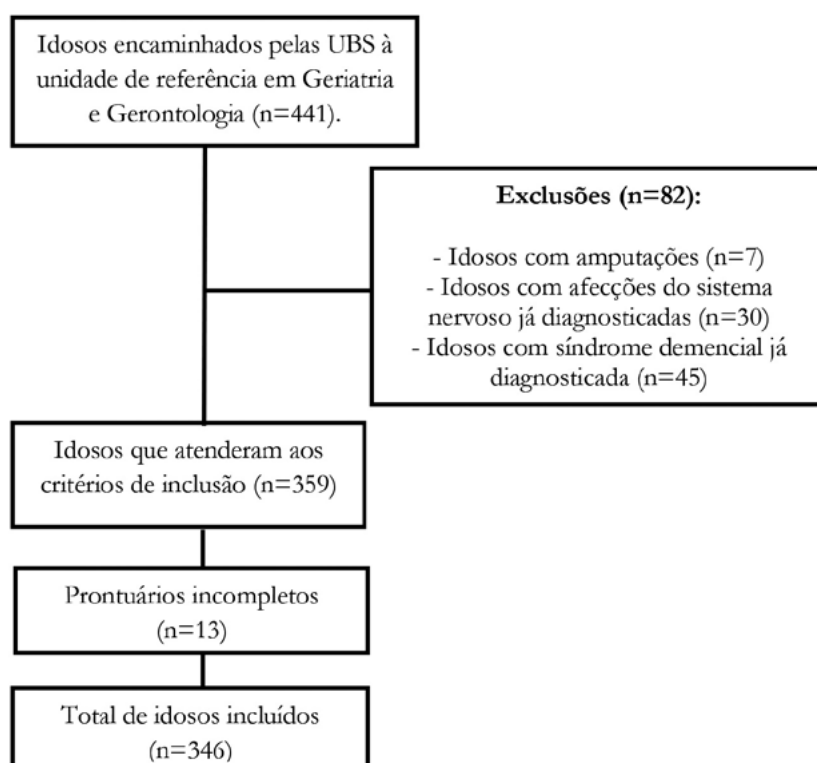 Idosos encaminhados pelas UBS à
unidade de referência em Geriatria
e Gerontologia (n=441).
Exclusões (n=82):
- Idosos com amputações (n=7)
- Idosos com afecções do sistema
nervoso já diagnosticadas (n=30)
- Idosos com síndrome demencial já
diagnosticada (n=45)
Idosos que atenderam aos
critérios de inclusão (n=359)
Prontuários incompletos
(n=13)
Total de idosos incluídos
(n=346)